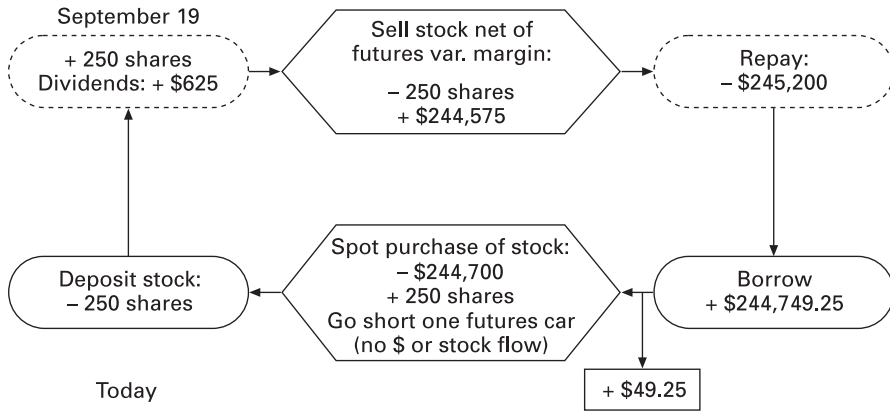 September 19
+ 250 shares
Dividends: + $625
Sell stock net of
futures var. margin:
− 250 shares
+ $244,575
Repay:
− $245,200
Deposit stock:
− 250 shares
Spot purchase of stock:
− $244,700
+ 250 shares
Go short one futures car
(no $ or stock flow)
Borrow
+ $244,749.25
+ $49.25
Today